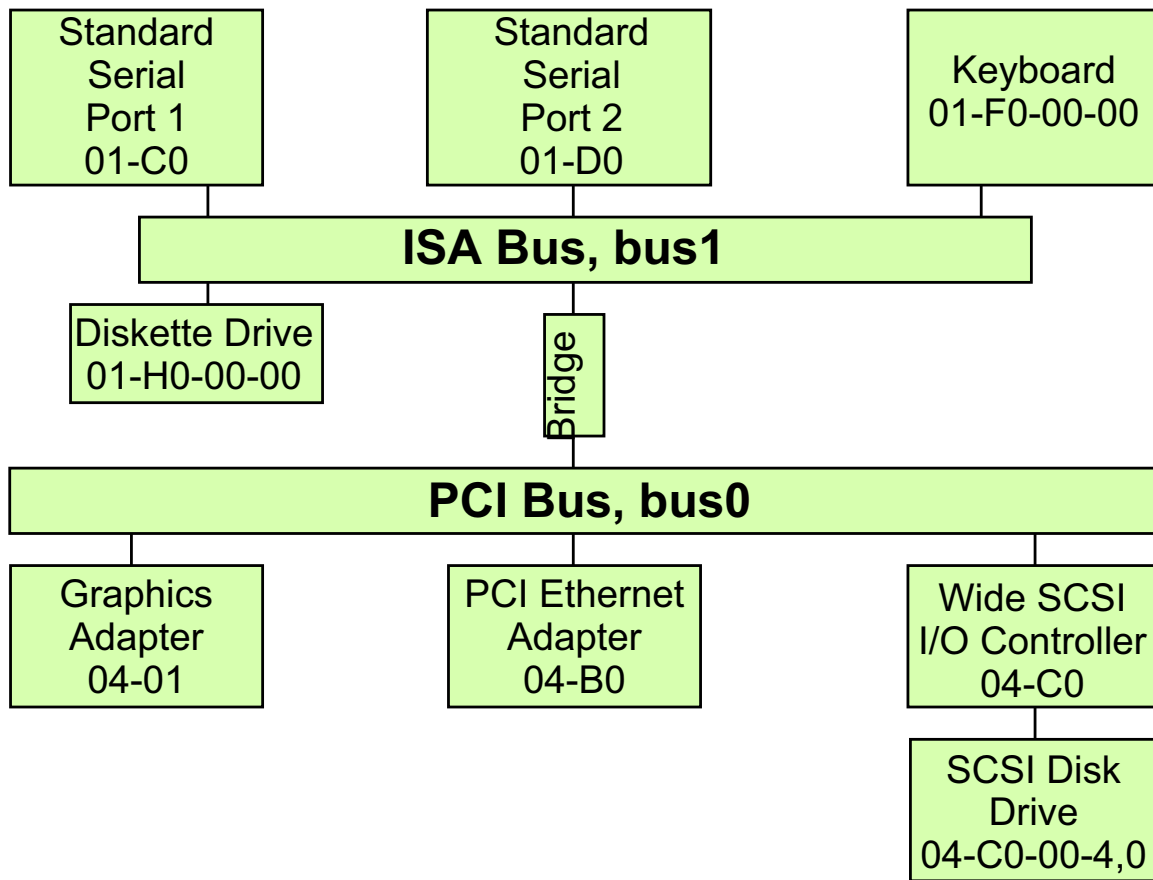 Standard
Serial
Port 1
01-C0
Standard
Serial
Port 2
01-D0
Keyboard
01-F0-00-00
ISA Bus, bus1
Diskette Drive
01-H0-00-00
Bridge
PCI Bus, bus0
Graphics
Adapter
04-01
PCI Ethernet
Adapter
04-B0
Wide SCSI
I/O Controller
04-C0
SCSI Disk
Drive
04-C0-00-4,0